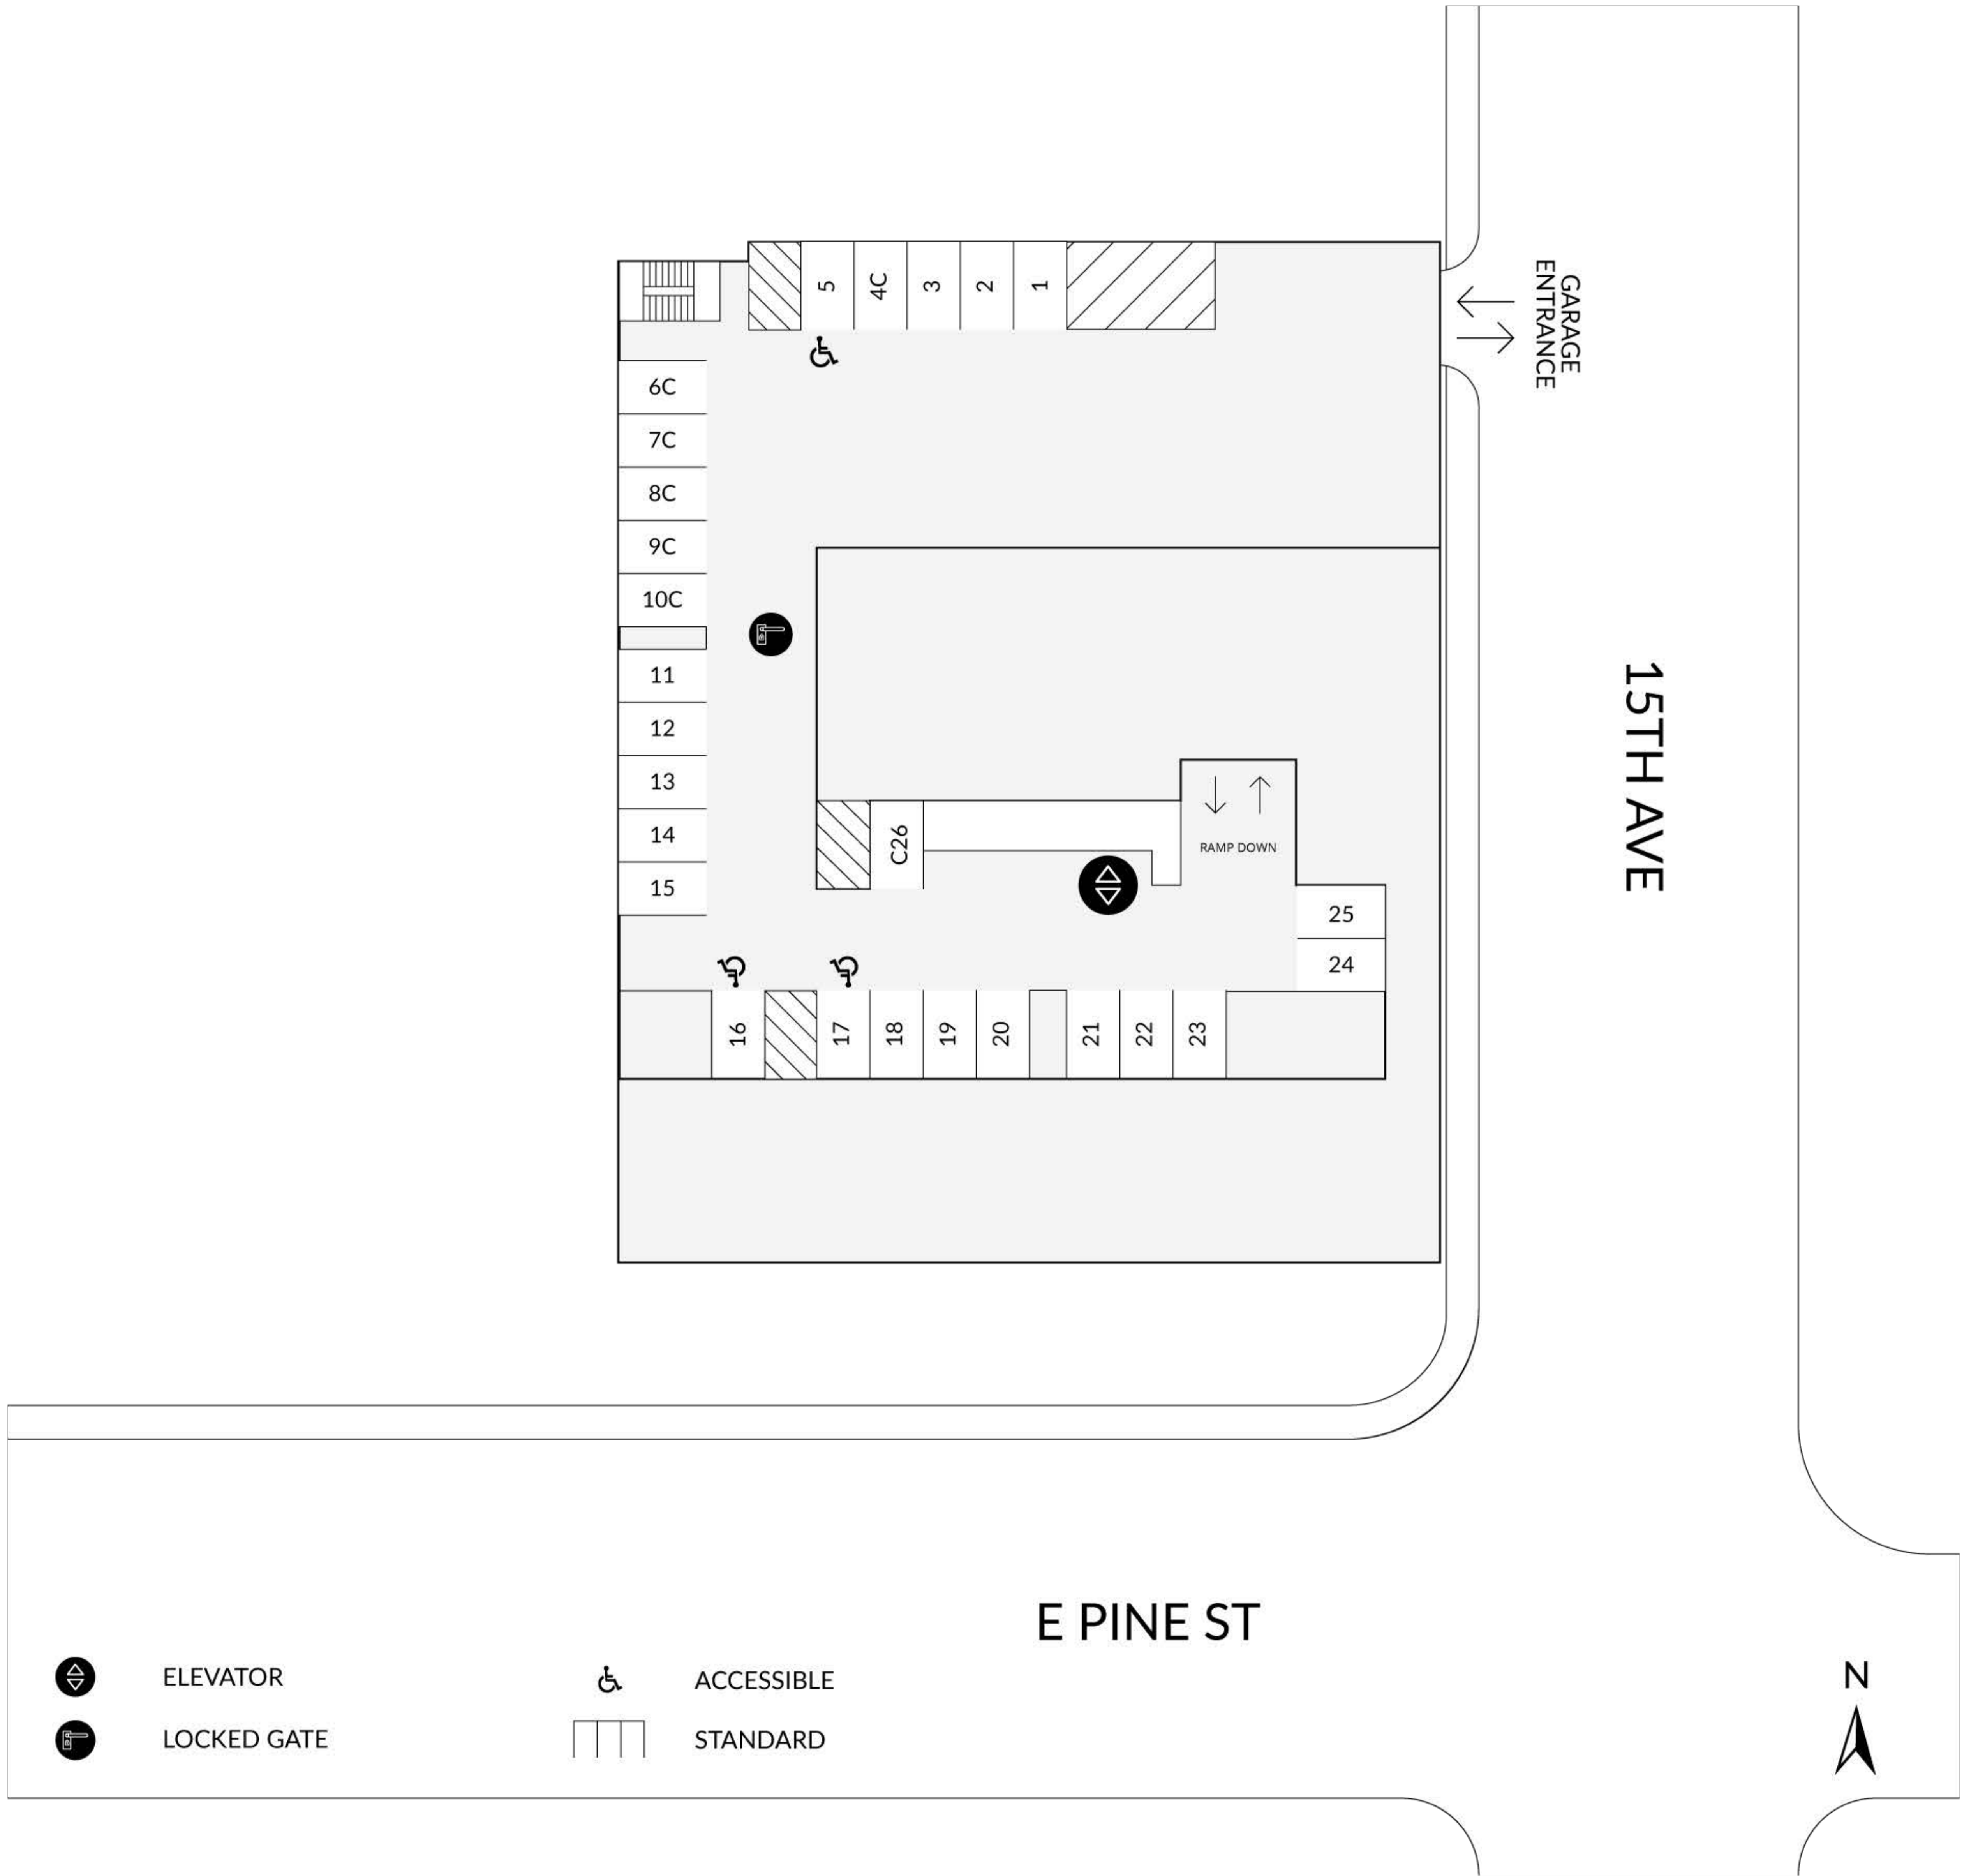 GARAGE
ENTRANCE
5
4C
3
2
1
6C
7C
8C
9C
10C
11
12
13
14
15
C26
RAMP DOWN
25
24
16
17
18
19
20
21
22
23
15TH AVE
E PINE ST
ELEVATOR
ACCESSIBLE
LOCKED GATE
STANDARD
N